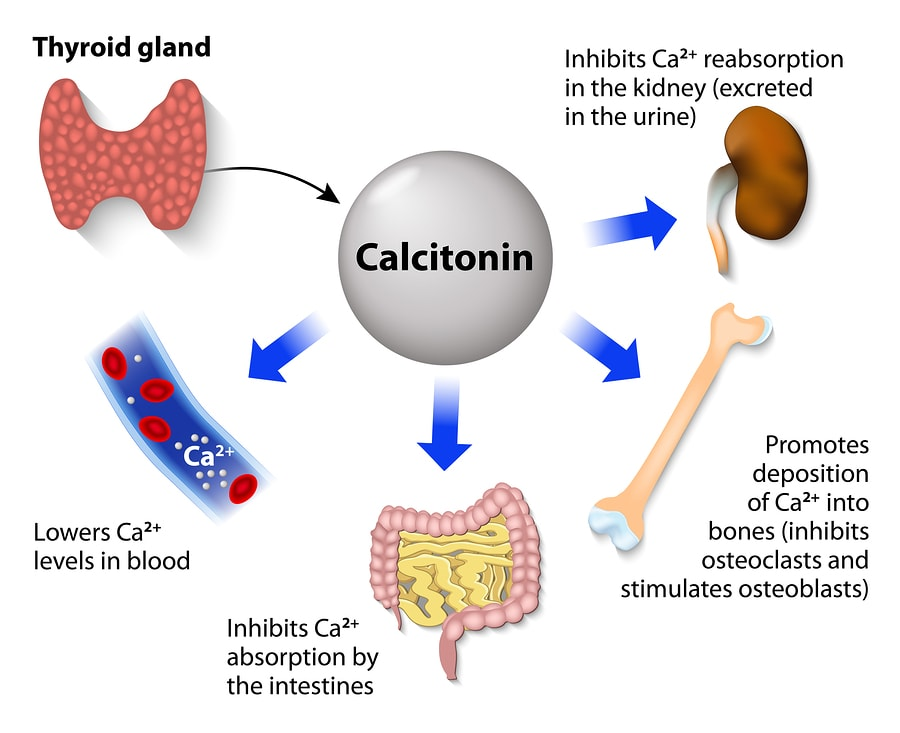 Thyroid gland
Inhibits Ca²⁺ reabsorption
in the kidney (excreted
in the urine)
Calcitonin
Ca²⁺
Lowers Ca²⁺
levels in blood
Promotes
deposition
of Ca²⁺ into
bones (inhibits
osteoclasts and
stimulates osteoblasts)
Inhibits Ca²⁺
absorption by
the intestines